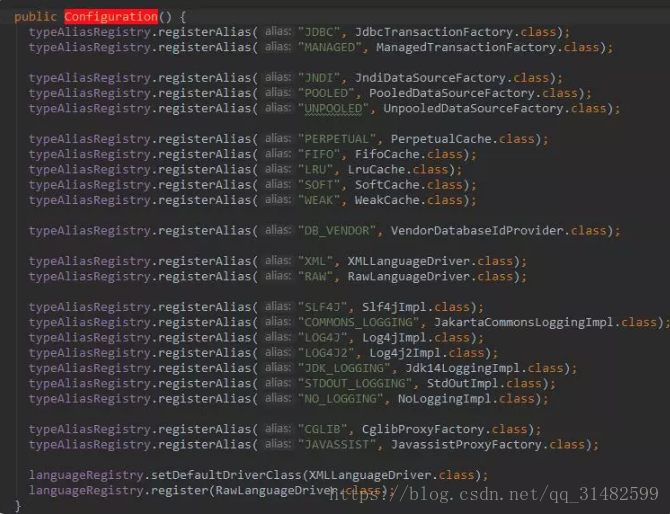 public Configuration() {
typeAliasRegistry.registerAlias( alias: "JDBC", JdbcTransactionFactory.class);
typeAliasRegistry.registerAlias( alias: "MANAGED", ManagedTransactionFactory.class);
typeAliasRegistry.registerAlias( alias: "JNDI", JndiDataSourceFactory.class);
typeAliasRegistry.registerAlias( alias: "POOLED", PooledDataSourceFactory.class);
typeAliasRegistry.registerAlias( alias: "UNPOOLED", UnpooledDataSourceFactory.class);
typeAliasRegistry.registerAlias( alias: "PERPETUAL", PerpetualCache.class);
typeAliasRegistry.registerAlias( alias: "FIFO", FifoCache.class);
typeAliasRegistry.registerAlias( alias: "LRU", LruCache.class);
typeAliasRegistry.registerAlias( alias: "SOFT", SoftCache.class);
typeAliasRegistry.registerAlias( alias: "WEAK", WeakCache.class);
typeAliasRegistry.registerAlias( alias: "DB_VENDOR", VendorDatabaseIdProvider.class);
typeAliasRegistry.registerAlias( alias: "XML", XMLLanguageDriver.class);
typeAliasRegistry.registerAlias( alias: "RAW", RawLanguageDriver.class);
typeAliasRegistry.registerAlias( alias: "SLF4J", Slf4jImpl.class);
typeAliasRegistry.registerAlias( alias: "COMMONS_LOGGING", JakartaCommonsLoggingImpl.class);
typeAliasRegistry.registerAlias( alias: "LOG4J", Log4jImpl.class);
typeAliasRegistry.registerAlias( alias: "LOG4J2", Log4j2Impl.class);
typeAliasRegistry.registerAlias( alias: "JDK_LOGGING", Jdk14LoggingImpl.class);
typeAliasRegistry.registerAlias( alias: "STDOUT_LOGGING", StdOutImpl.class);
typeAliasRegistry.registerAlias( alias: "NO_LOGGING", NoLoggingImpl.class);
typeAliasRegistry.registerAlias( alias: "CGLIB", CglibProxyFactory.class);
typeAliasRegistry.registerAlias( alias: "JAVASSIST", JavassistProxyFactory.class);
languageRegistry.setDefaultDriverClass(XMLLanguageDriver.class);
languageRegistry.register(RawLanguageDriver.class);
https://blog.csdn.net/qq_31482599
}